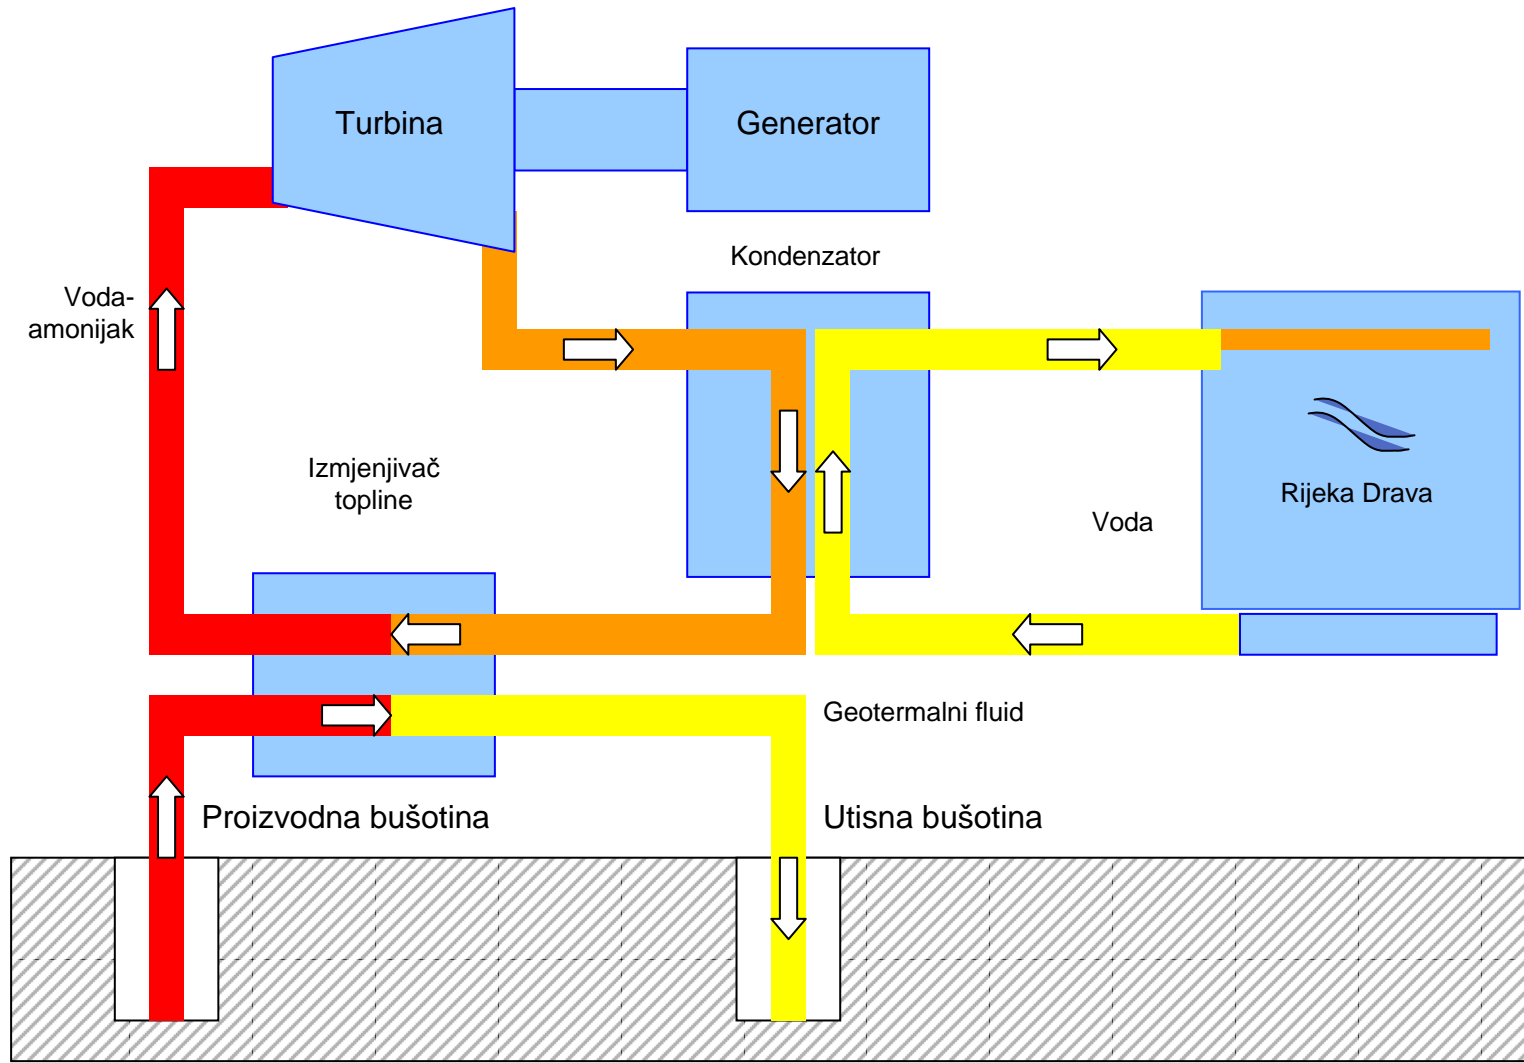 Turbina
Generator
Kondenzator
Voda-
amonijak
Izmjenjivač
topline
Rijeka Drava
Voda
Geotermalni fluid
Proizvodna bušotina
Utisna bušotina